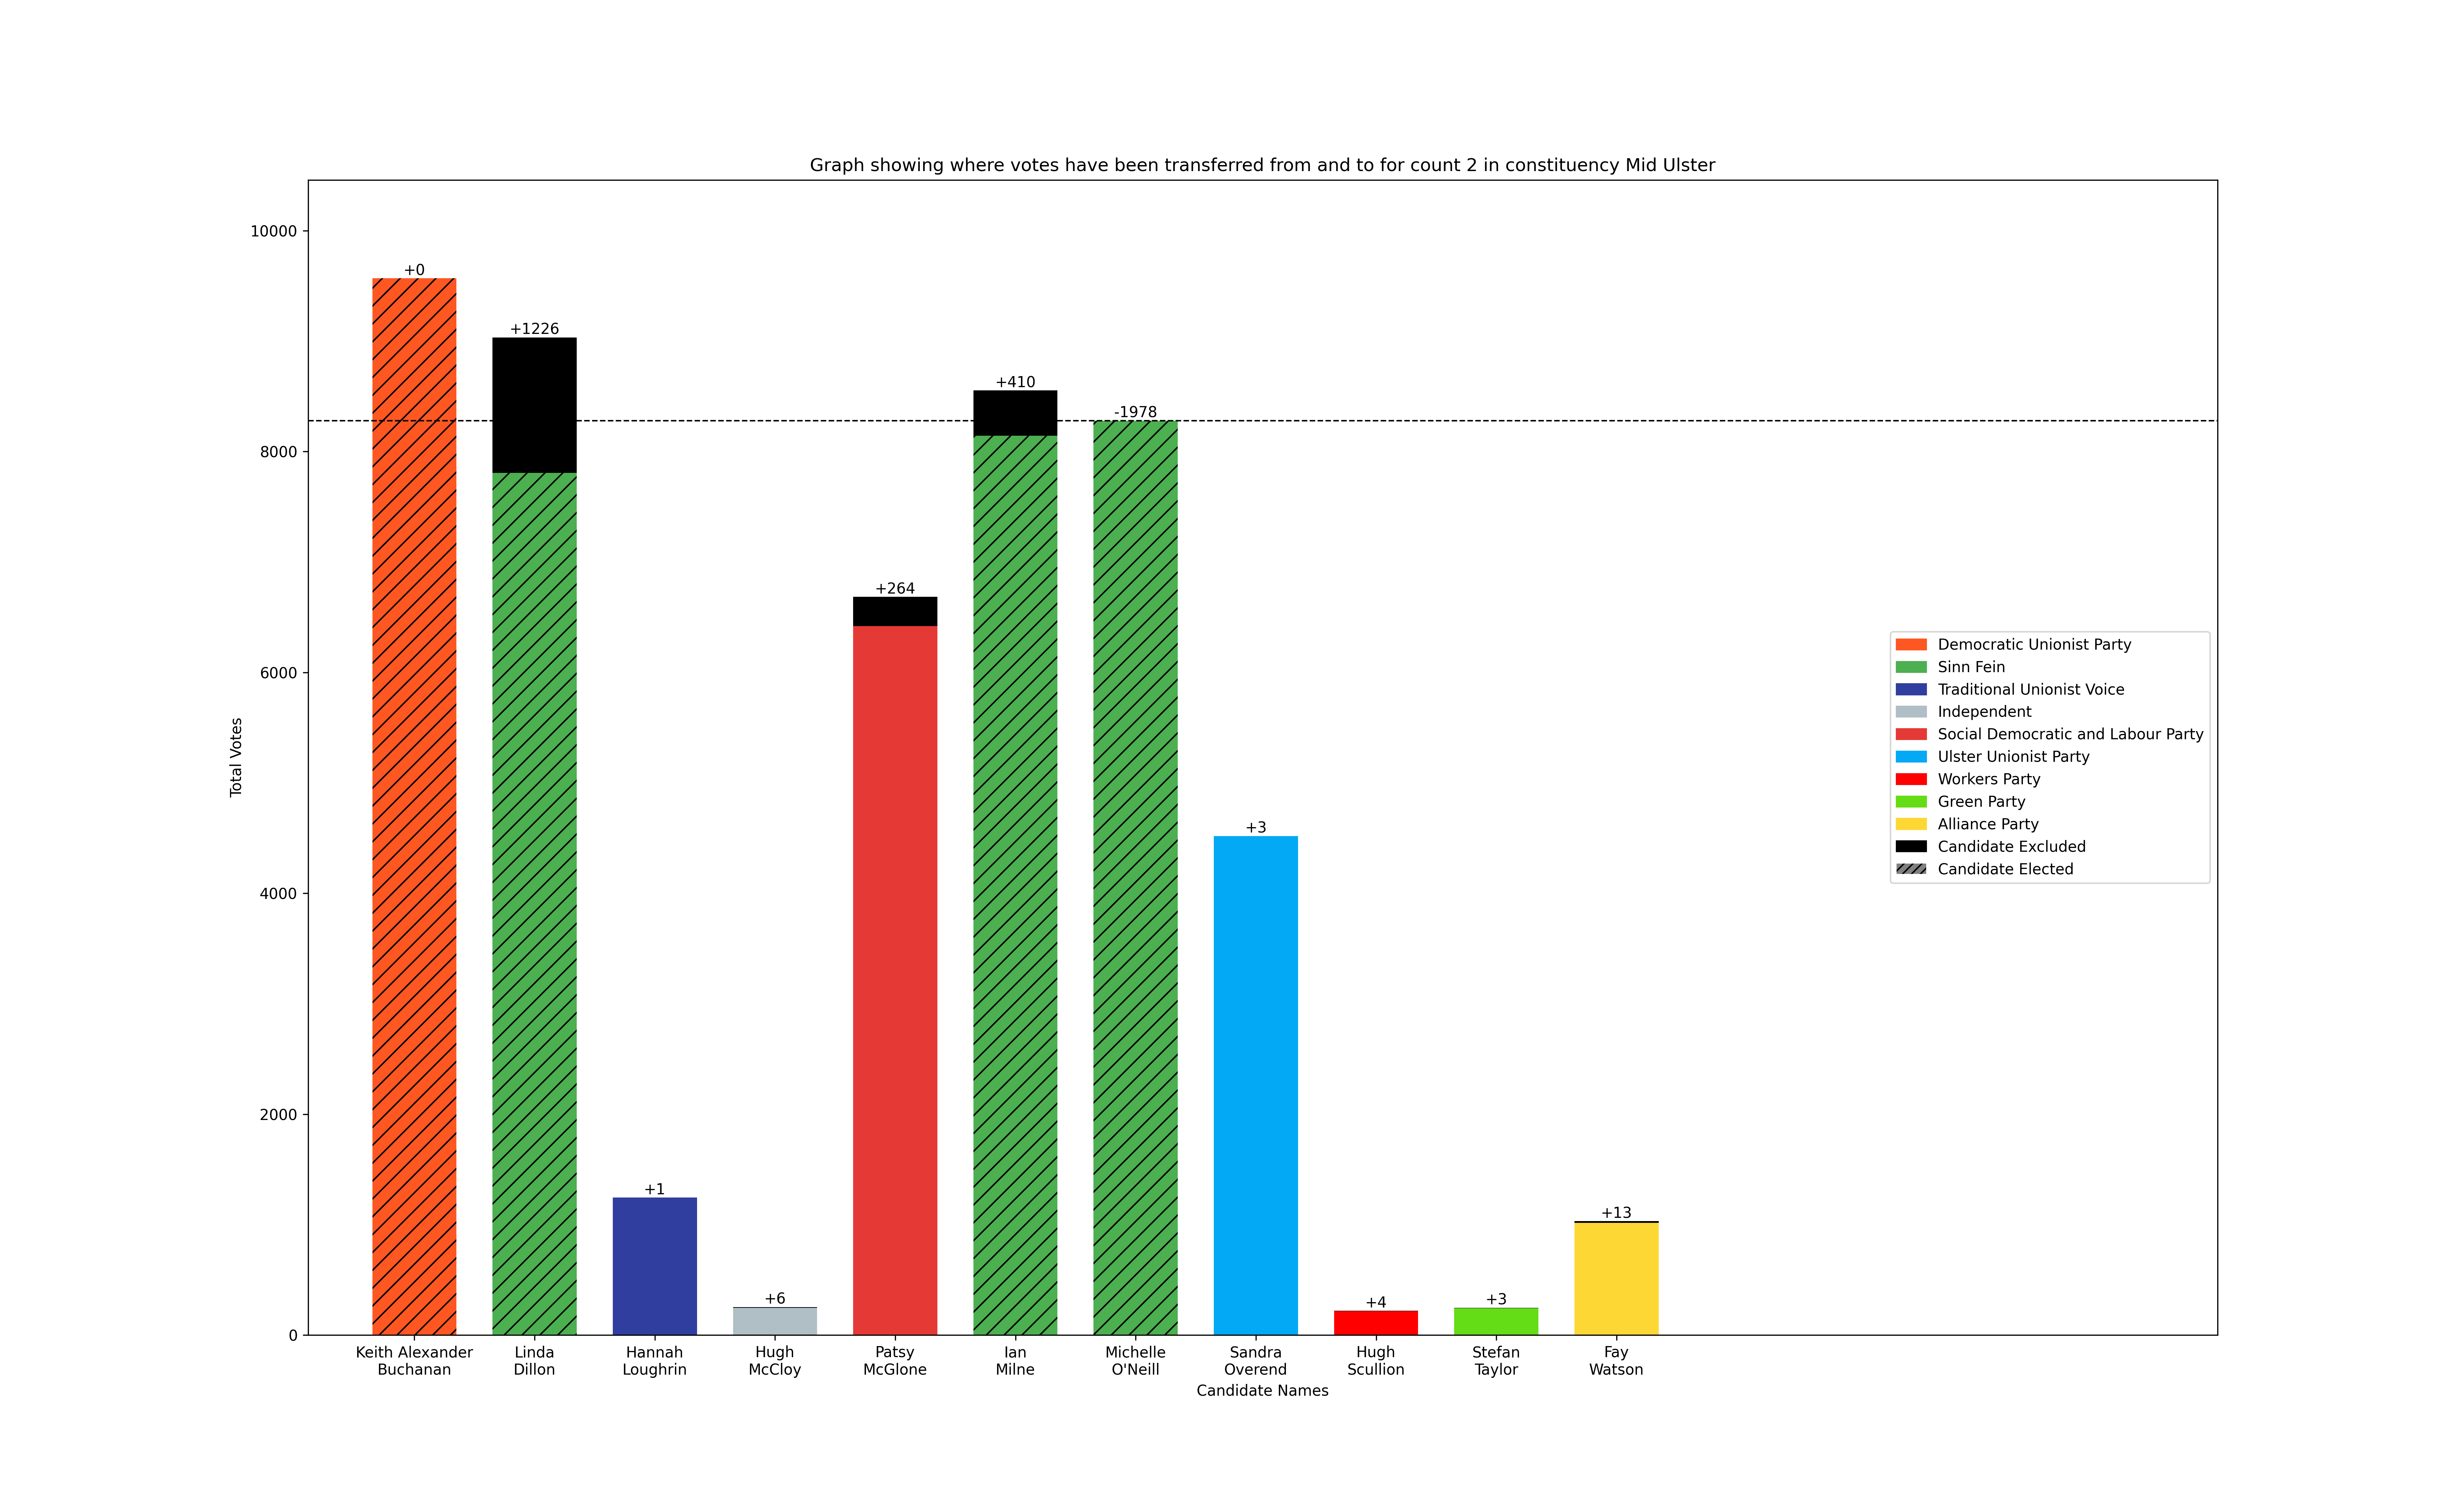 Graph showing where votes have been transferred from and to for count 2 in constituency Mid Ulster
10000
8000
6000
4000
2000
0
Total Votes
+0
+1226
+1
+6
+264
+410
-1978
+3
+4
+3
+13
Democratic Unionist Party
Sinn Fein
Traditional Unionist Voice
Independent
Social Democratic and Labour Party
Ulster Unionist Party
Workers Party
Green Party
Alliance Party
Candidate Excluded
Candidate Elected
Keith Alexander
Buchanan
Linda
Dillon
Hannah
Loughrin
Hugh
McCloy
Patsy
McGlone
Ian
Milne
Michelle
O'Neill
Sandra
Overend
Hugh
Scullion
Stefan
Taylor
Fay
Watson
Candidate Names